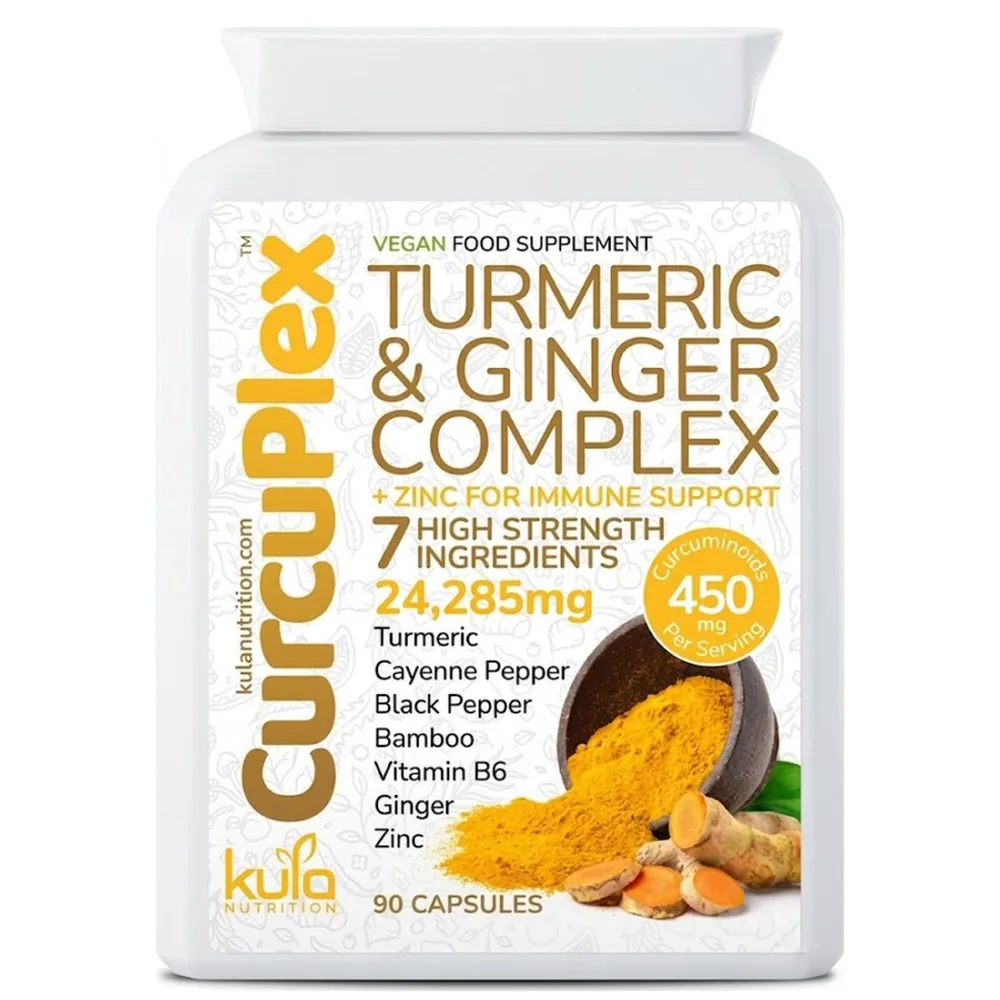 VEGAN FOOD SUPPLEMENT
TURMERIC
& GINGER
COMPLEX
+ ZINC FOR IMMUNE SUPPORT
7 HIGH STRENGTH
INGREDIENTS
24,285mg
Turmeric
Cayenne Pepper
Black Pepper
Bamboo
Vitamin B6
Ginger
Zinc
90 CAPSULES
Curcuminoids
450
mg
Per Serving
CurcuPlex™
kulanutrition.com
kula
NUTRITION